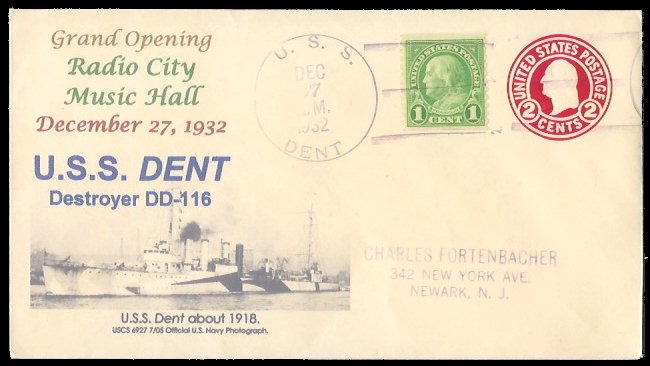 Grand Opening
Radio City
Music Hall
December 27, 1932
U.S.S. DENT
Destroyer DD-116
U.S.S. Dent about 1918.
USCS 6927 7/05 Official U.S. Navy Photograph.
U. S. S.
DEC
27
.M.
1932
DENT
UNITED STATES POSTAGE
FRANKLIN
1 CENT 1
UNITED STATES POSTAGE
2 CENTS 2
CHARLES FORTENBACHER
342 NEW YORK AVE.
NEWARK, N. J.